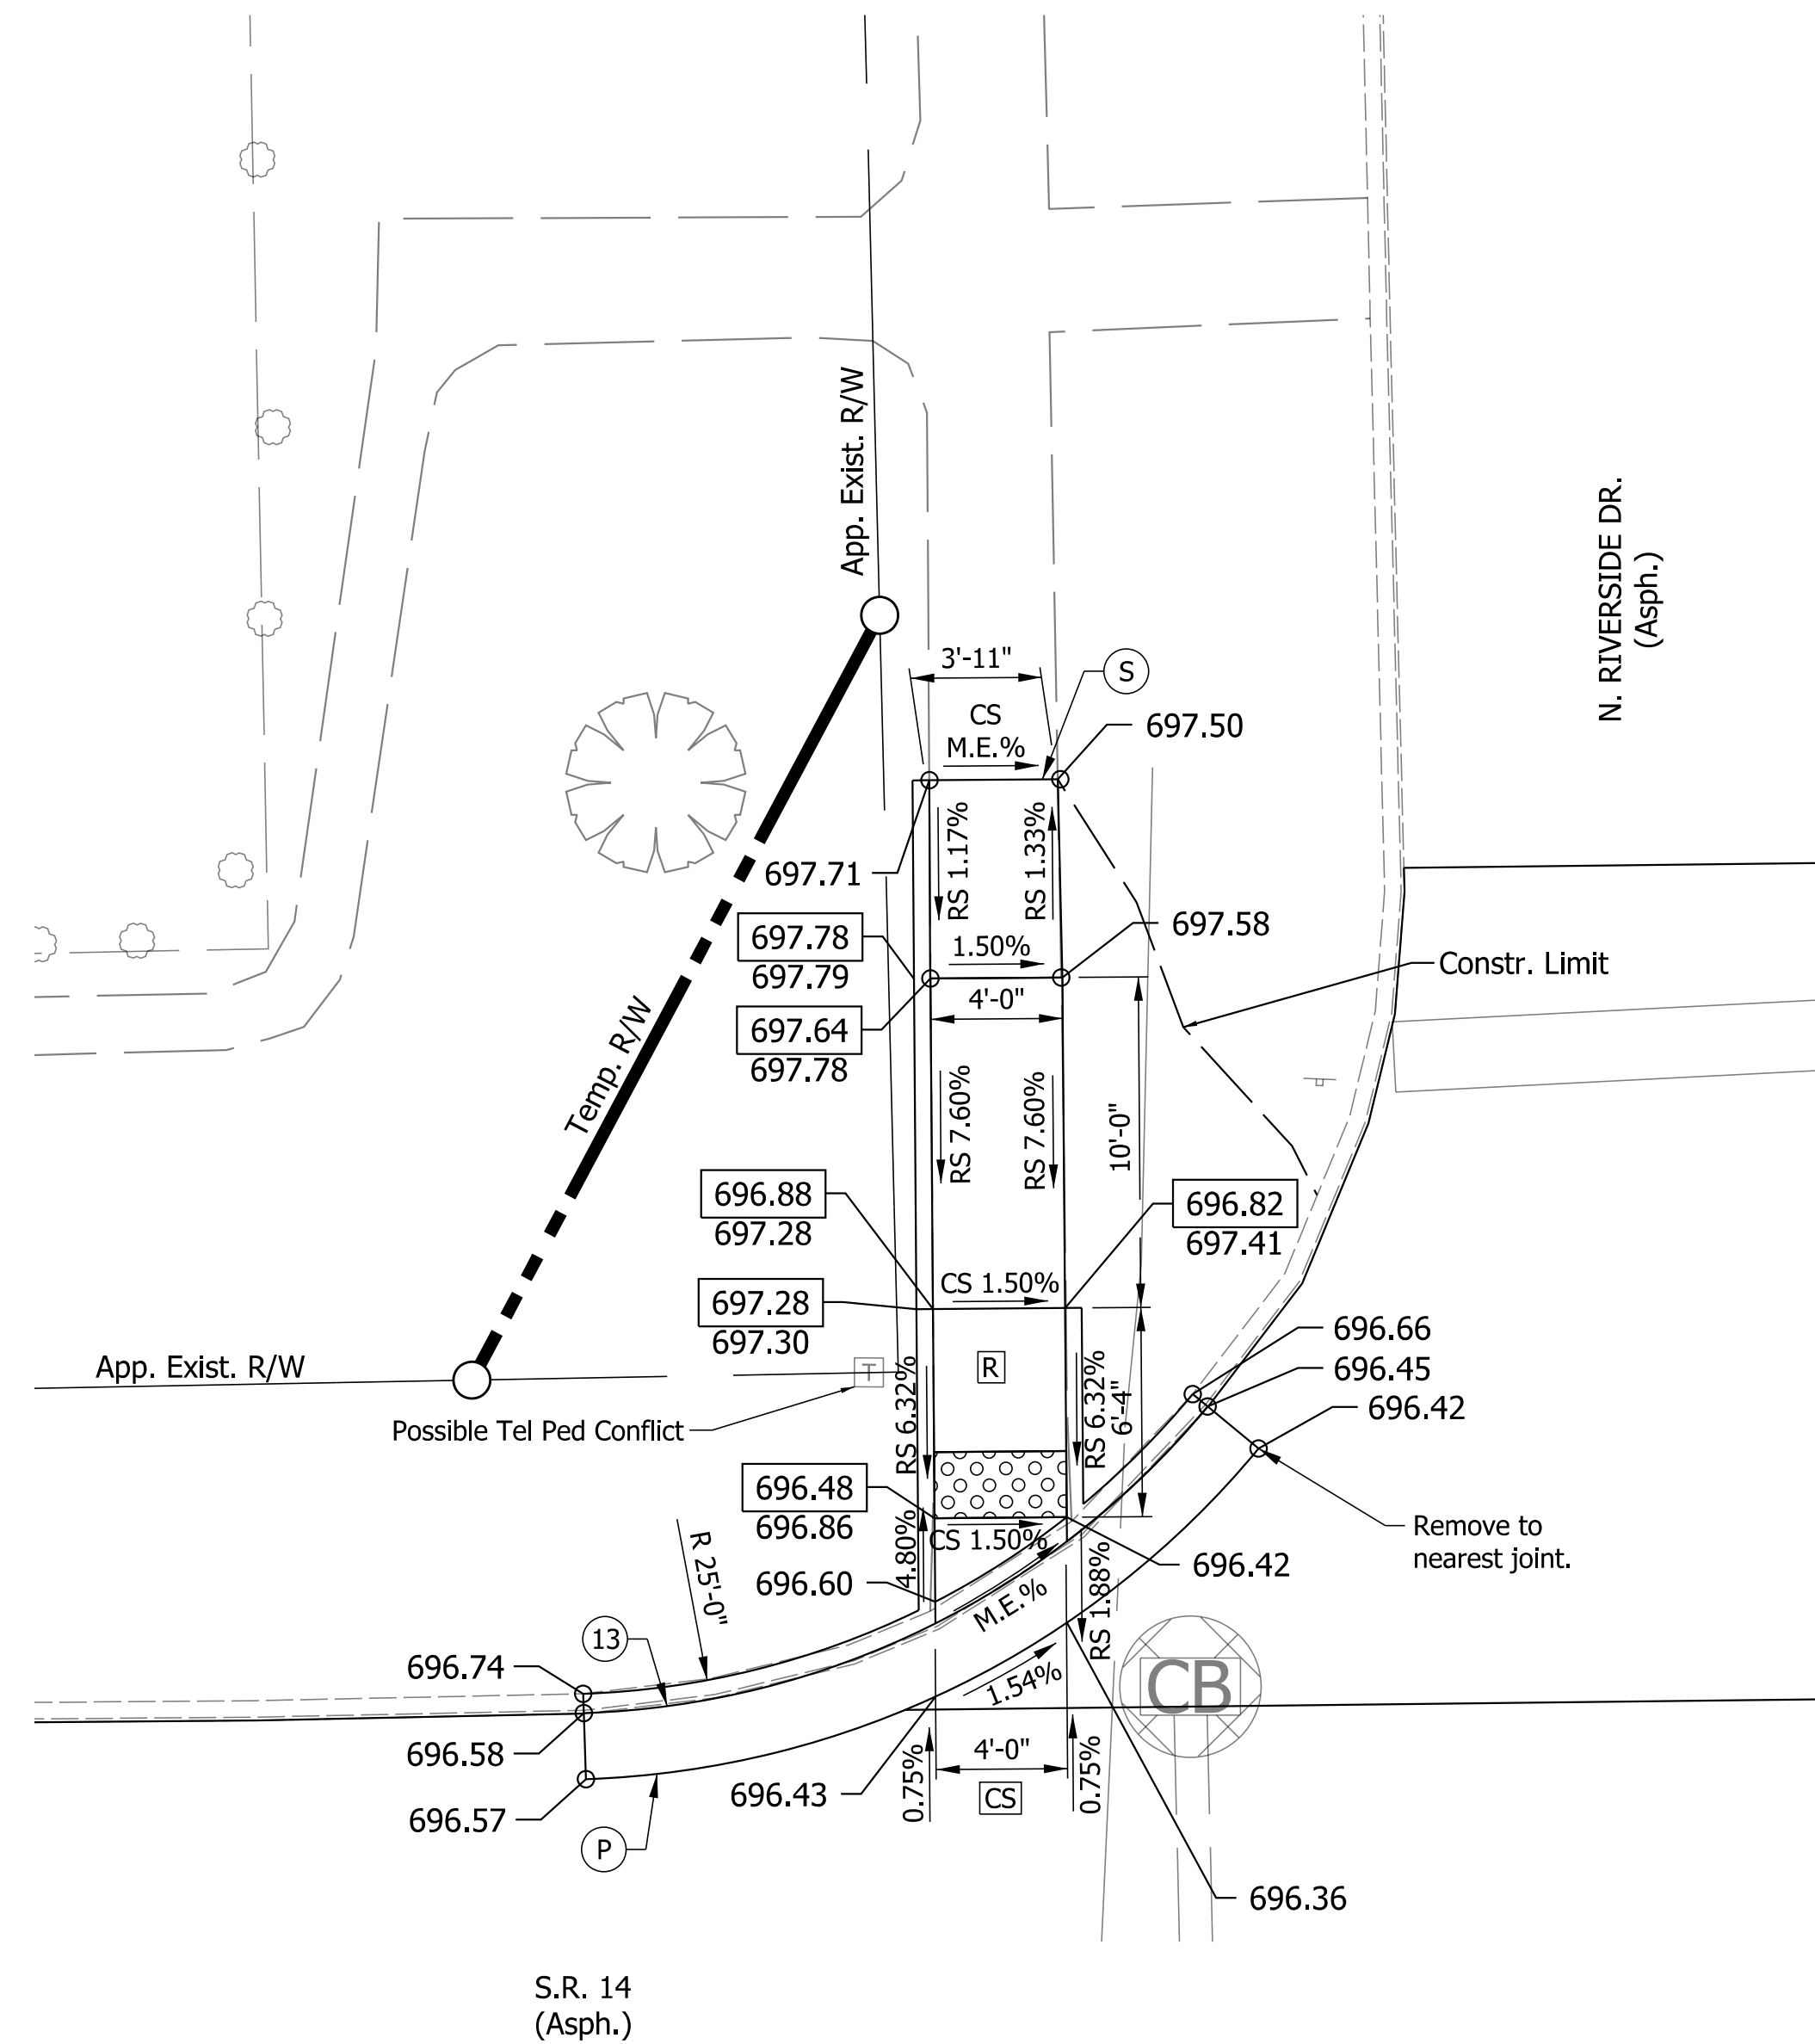 App. Exist. R/W
N. RIVERSIDE DR.
(Asph.)
3'-11"
S
CS
M.E.%
697.50
RS 1.17%
RS 1.33%
697.71
697.78
697.79
1.50%
697.58
Constr. Limit
4'-0"
697.64
697.78
Temp. R/W
RS 7.60%
RS 7.60%
10'-0"
696.88
697.28
696.82
697.41
CS 1.50%
697.28
697.30
696.66
App. Exist. R/W
T
R
696.45
RS 6.32%
RS 6.32%
6'-4"
696.42
Possible Tel Ped Conflict
696.48
696.86
Remove to
nearest joint.
R 25'-0"
4.80%
CS 1.50%
696.42
696.60
M.E.%
RS 1.88%
13
696.74
1.54%
CB
696.58
4'-0"
0.75%
0.75%
696.43
CS
696.57
P
696.36
S.R. 14
(Asph.)